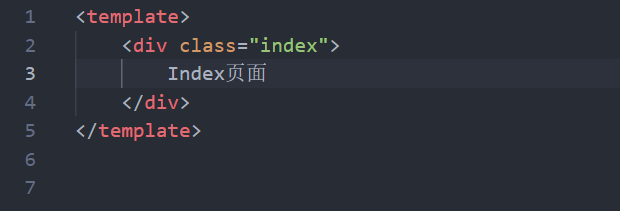 1 <template>
2     <div class="index">
3         Index页面
4     </div>
5 </template>
6
7